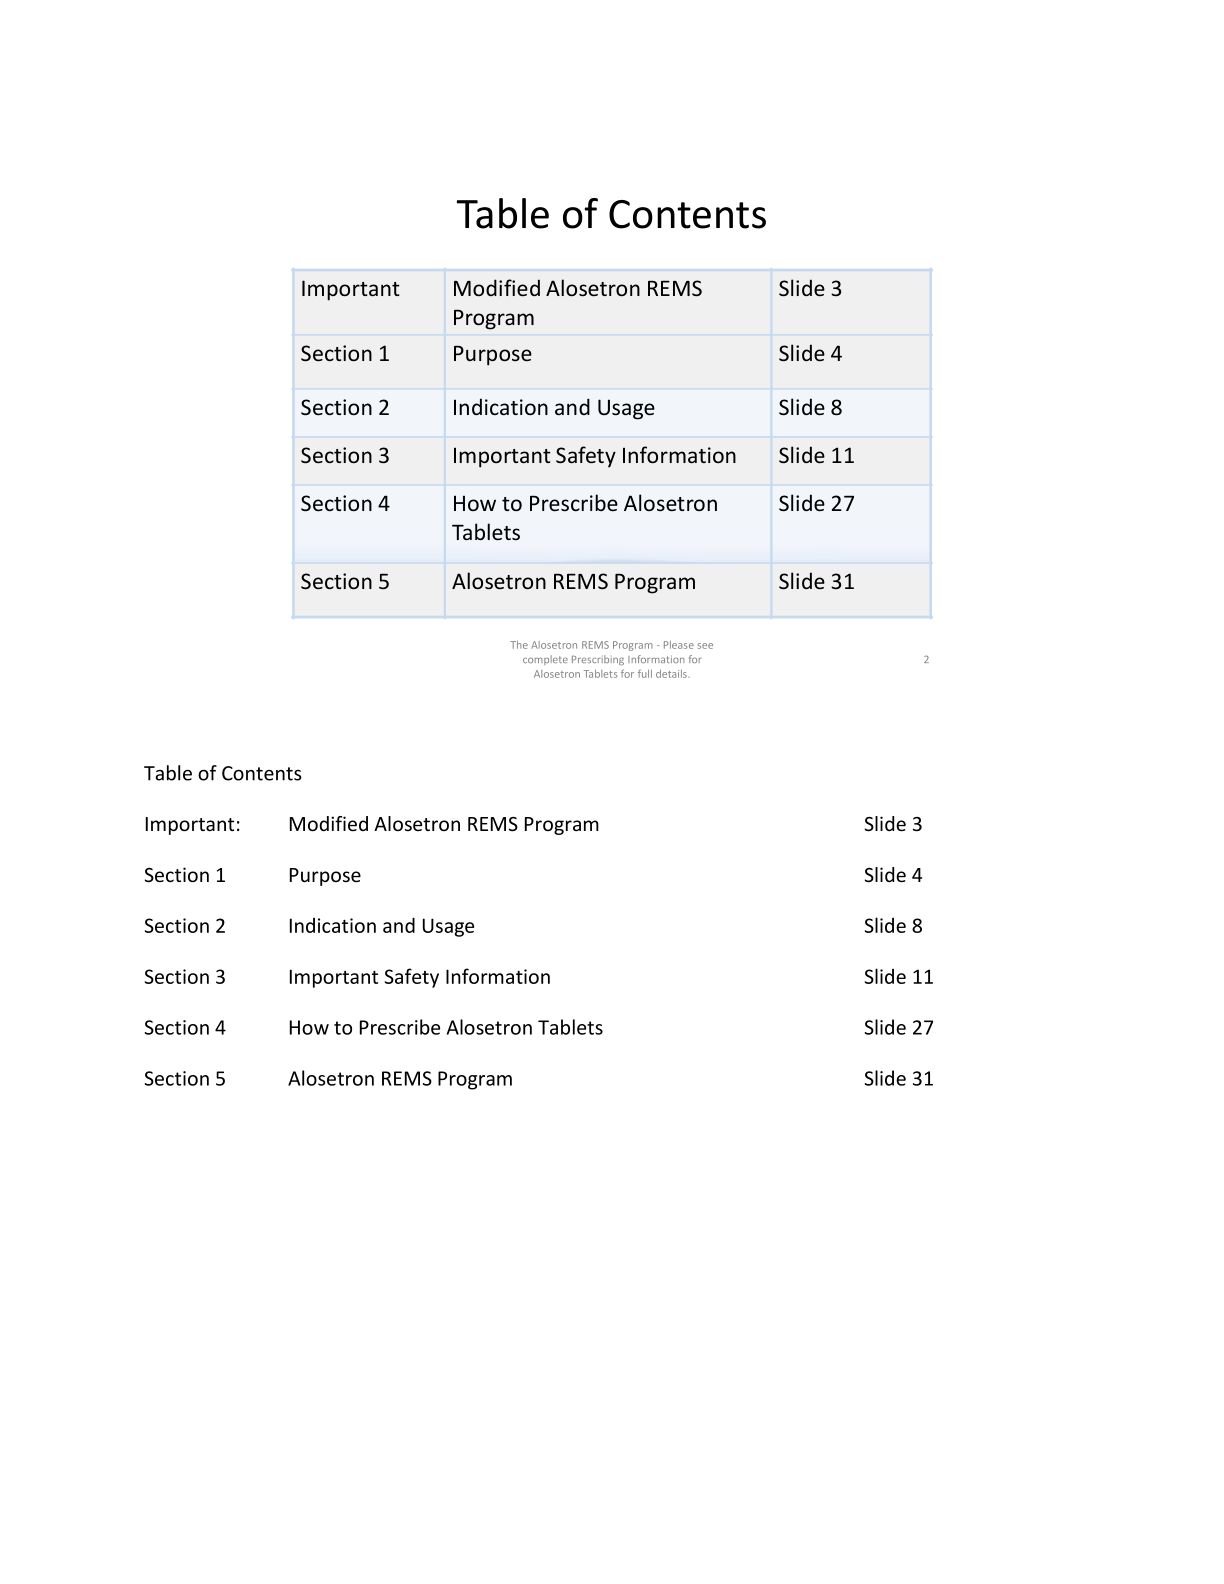 Table of Contents
Important Modified Alosetron REMS Slide 3
Program
Section 1 Purpose Slide 4
Section 2 Indication and Usage Slide 8
Section 3 Important Safety Information Slide 11
Section 4 How to Prescribe Alosetron Slide 27
Tablets
Section 5 Alosetron REMS Program Slide 31
The Alosetron REMS Program - Please see
complete Prescribing Information for
Alosetron Tablets for full details.
2
Table of Contents
Important: Modified Alosetron REMS Program Slide 3
Section 1 Purpose Slide 4
Section 2 Indication and Usage Slide 8
Section 3 Important Safety Information Slide 11
Section 4 How to Prescribe Alosetron Tablets Slide 27
Section 5 Alosetron REMS Program Slide 31